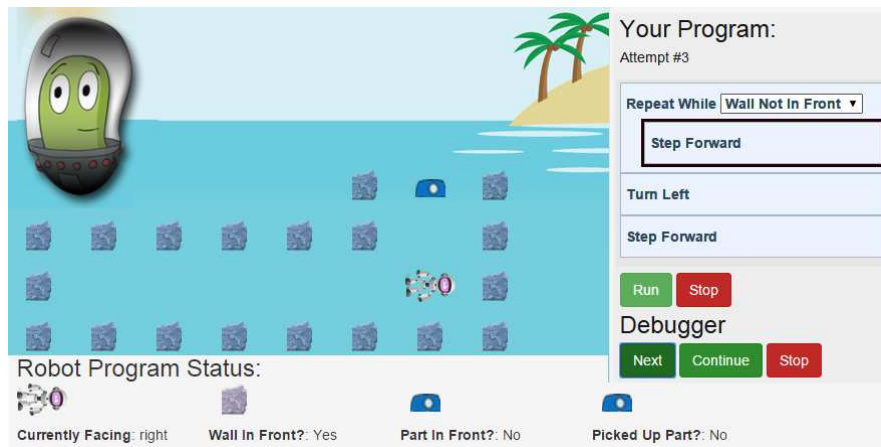 Your Program:
Attempt #3
Repeat While Wall Not In Front
Step Forward
Turn Left
Step Forward
Run Stop
Debugger
Next Continue Stop
Robot Program Status:
Currently Facing: right Wall In Front?: Yes Part In Front?: No Picked Up Part?: No